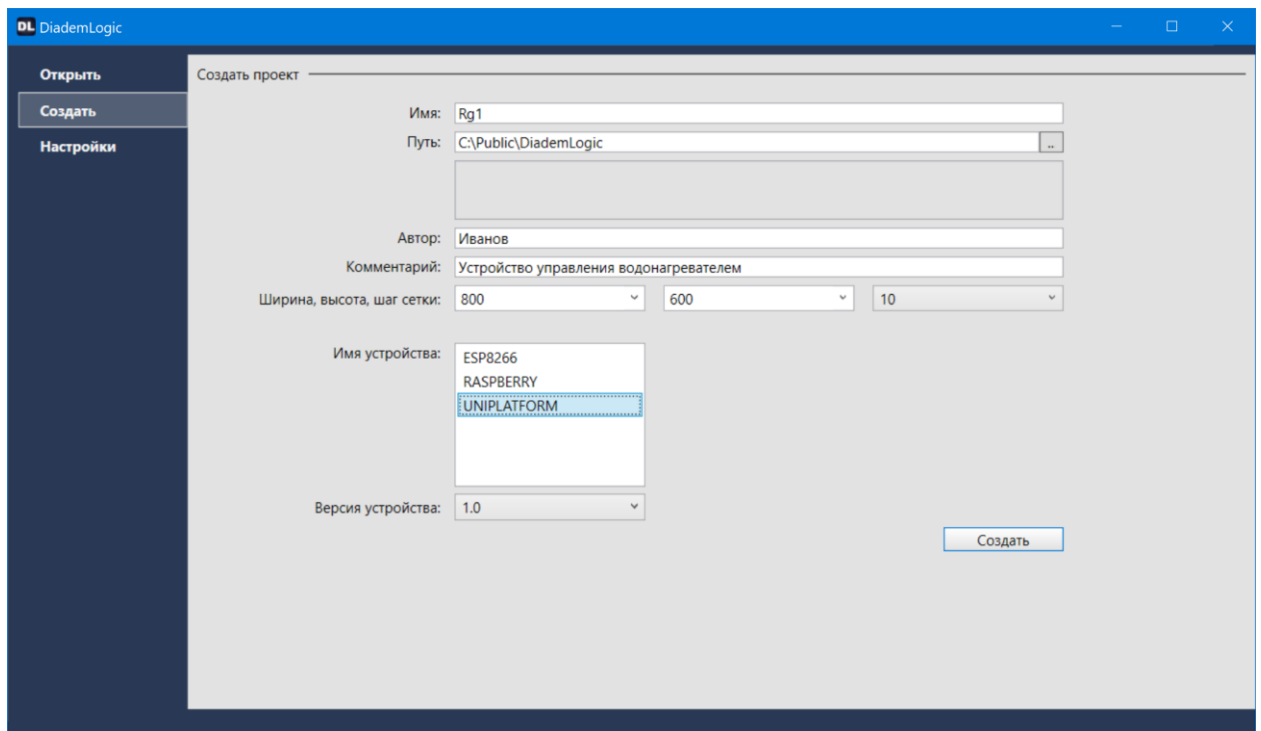 DL DiademLogic
Открыть
Создать
Настройки
Создать проект
Имя: Rg1
Путь: C:\Public\DiademLogic ..
Автор: Иванов
Комментарий: Устройство управления водонагревателем
Ширина, высота, шаг сетки: 800 600 10
Имя устройства: ESP8266
RASPBERRY
UNIPLATFORM
Версия устройства: 1.0
Создать